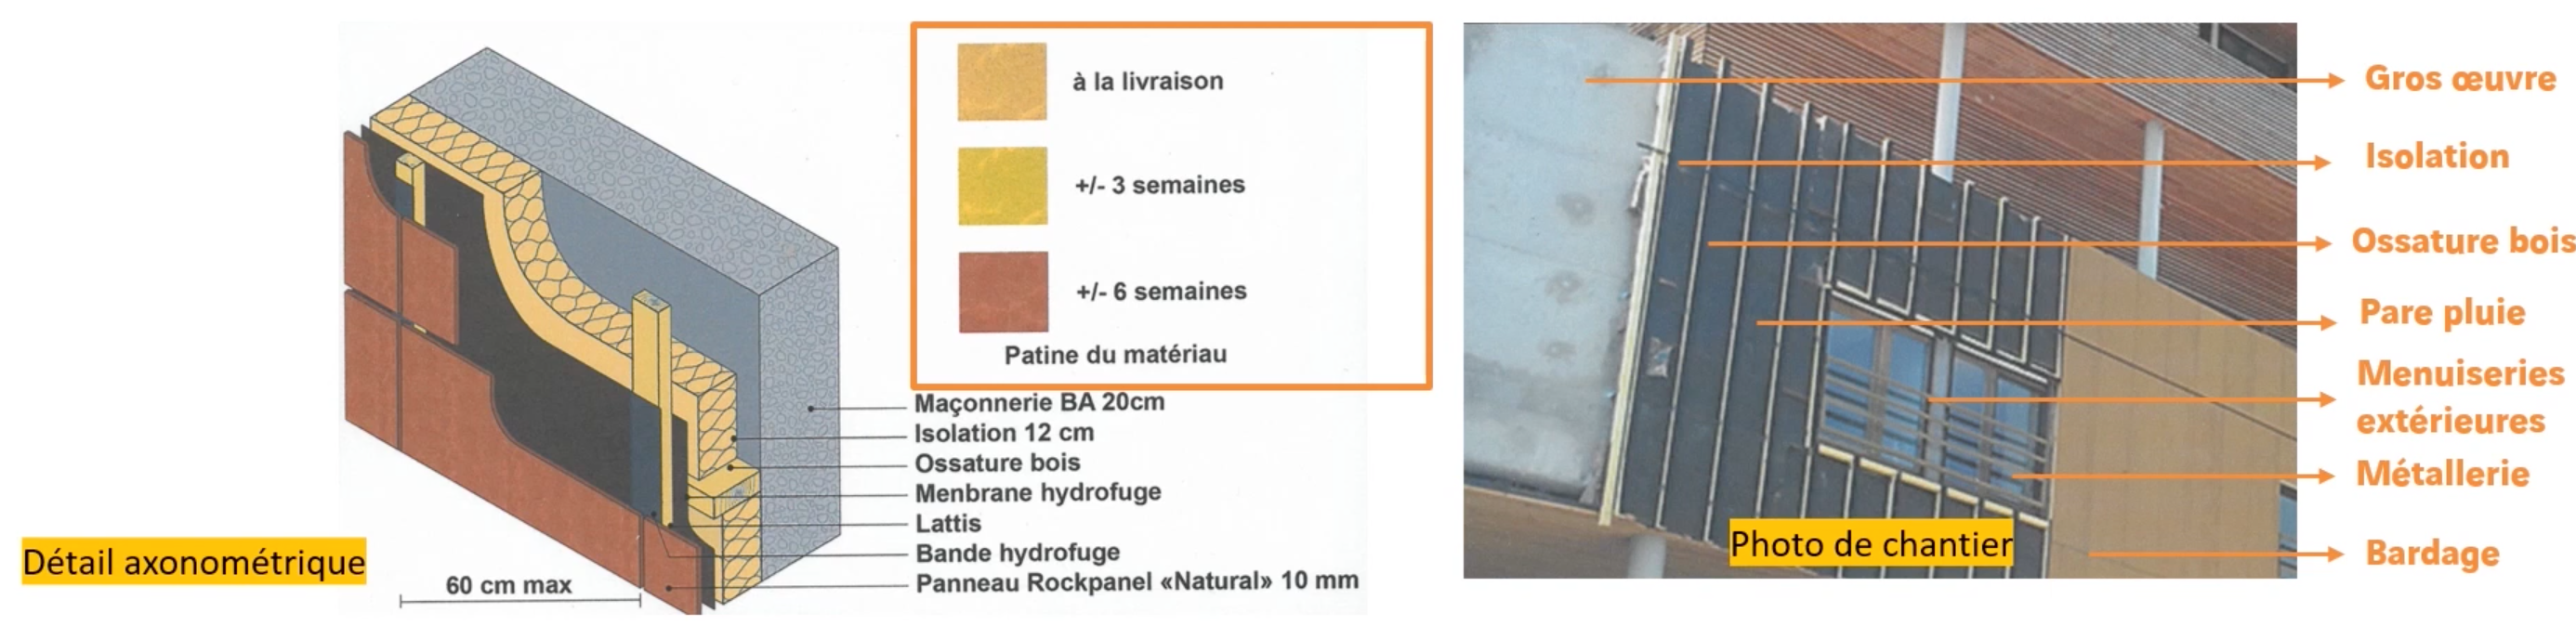 à la livraison
+/- 3 semaines
+/- 6 semaines
Patine du matériau
Maçonnerie BA 20cm
Isolation 12 cm
Ossature bois
Menbrane hydrofuge
Lattis
Bande hydrofuge
Panneau Rockpanel «Natural» 10 mm
60 cm max
Détail axonométrique
Gros œuvre
Isolation
Ossature bois
Pare pluie
Menuiseries
extérieures
Métallerie
Bardage
Photo de chantier